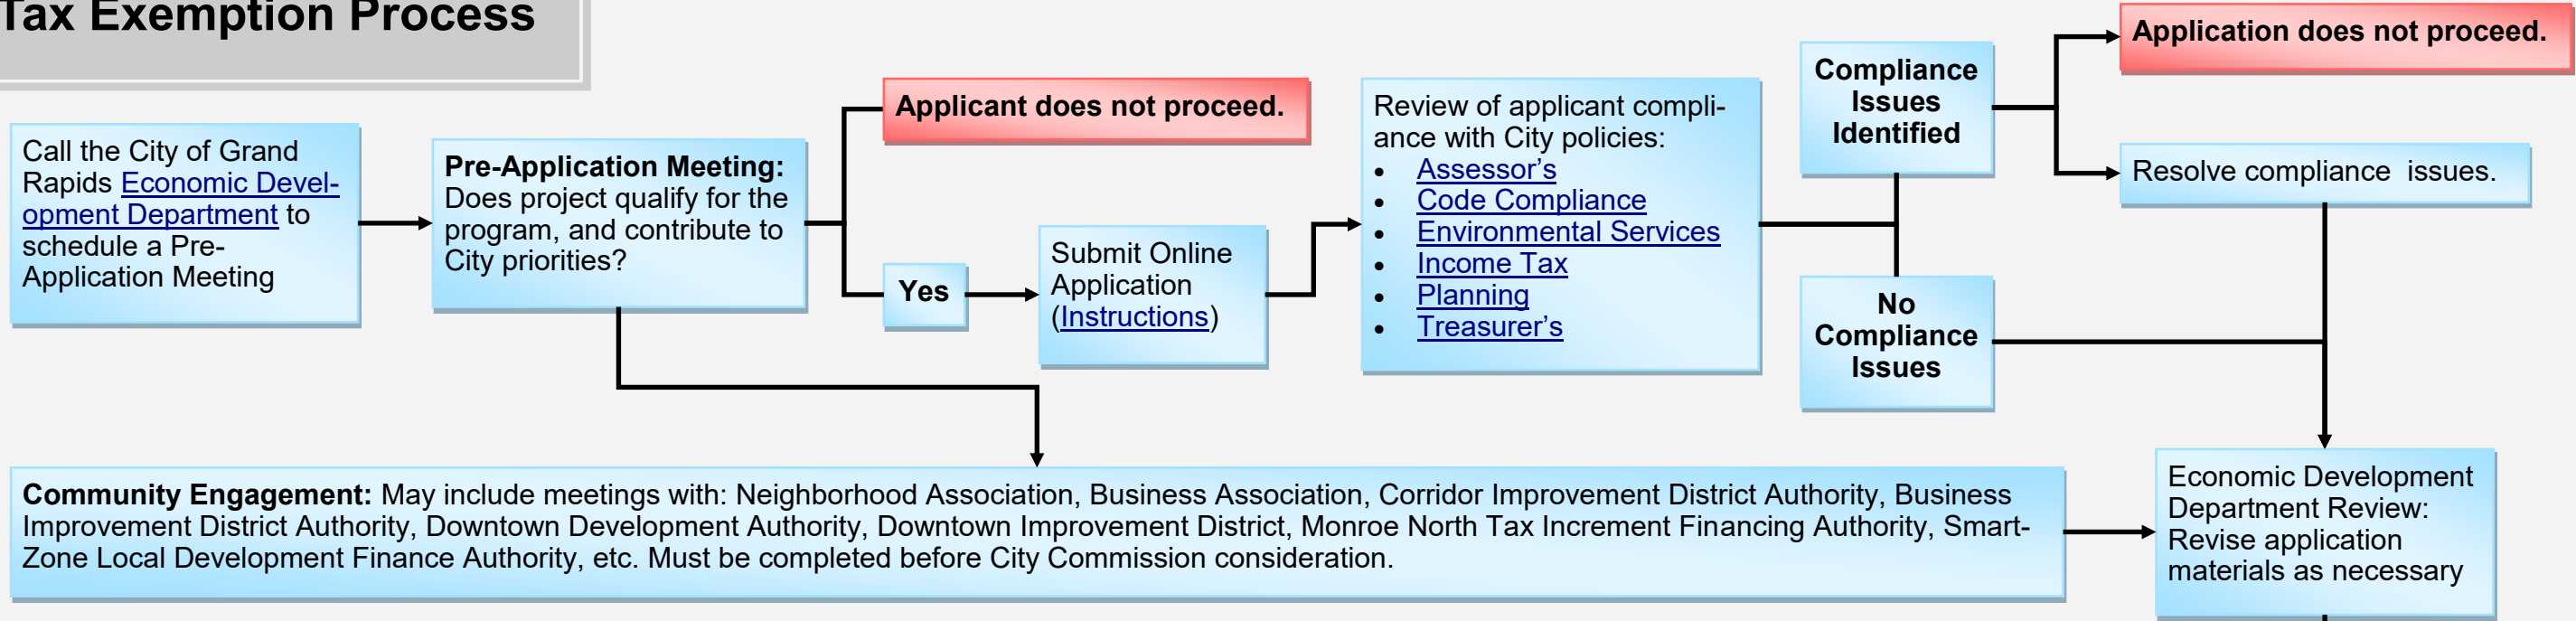 Tax Exemption Process
Call the City of Grand
Rapids Economic Devel-
opment Department to
schedule a Pre-
Application Meeting
Pre-Application Meeting:
Does project qualify for the
program, and contribute to
City priorities?
Applicant does not proceed.
Yes
Submit Online
Application
(Instructions)
Review of applicant compli-
ance with City policies:
• Assessor’s
• Code Compliance
• Environmental Services
• Income Tax
• Planning
• Treasurer’s
Compliance
Issues
Identified
No
Compliance
Issues
Application does not proceed.
Resolve compliance  issues.
Community Engagement: May include meetings with: Neighborhood Association, Business Association, Corridor Improvement District Authority, Business
Improvement District Authority, Downtown Development Authority, Downtown Improvement District, Monroe North Tax Increment Financing Authority, Smart-
Zone Local Development Finance Authority, etc. Must be completed before City Commission consideration.
Economic Development
Department Review:
Revise application
materials as necessary